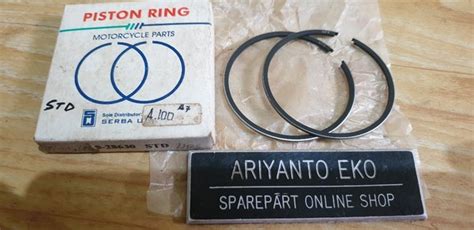 PISTON RING
MOTORCYCLE PARTS
STD
Sole Distributor
SERBA
A.100
STD
ARIYANTO EKO
SPAREPART ONLINE SHOP